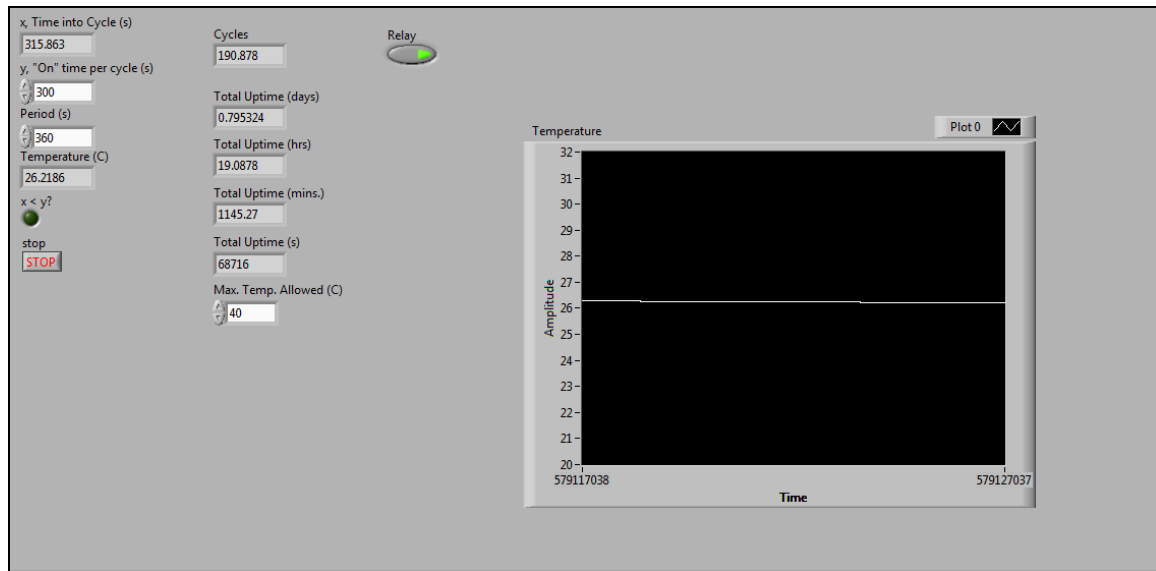 x, Time into Cycle (s)
315.863
y, "On" time per cycle (s)
300
Period (s)
360
Temperature (C)
26.2186
x < y?
stop
STOP
Cycles
190.878
Total Uptime (days)
0.795324
Total Uptime (hrs)
19.0878
Total Uptime (mins.)
1145.27
Total Uptime (s)
68716
Max. Temp. Allowed (C)
40
Relay
Temperature
Plot 0
32
31
30
29
28
27
26
25
24
23
22
21
20
Amplitude
579117038
579127037
Time